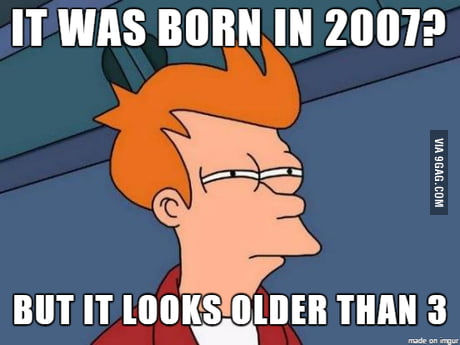 IT WAS BORN IN 2007?
VIA 9GAG.COM
BUT IT LOOKS OLDER THAN 3
made on imgur